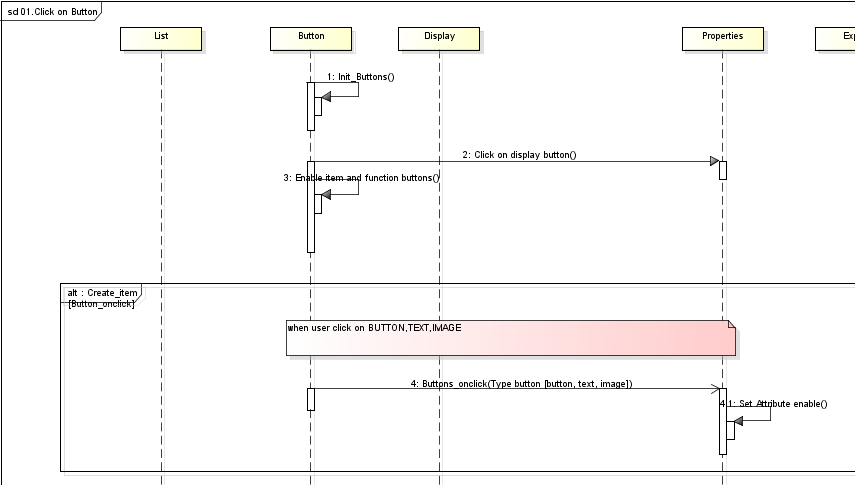 sd 01.Click on Button
List
Button
Display
Properties
1: Init_Buttons()
2: Click on display button()
3: Enable item and function buttons()
alt : Create_item
[Button_onclick]
when user click on BUTTON,TEXT,IMAGE
4: Buttons_onclick(Type button [button, text, image])
4.1: Set Attribute enable()